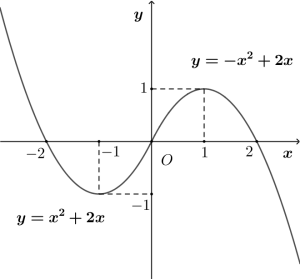 y
y = −x² + 2x
1
−2
−1
O
1
2
x
−1
y = x² + 2x